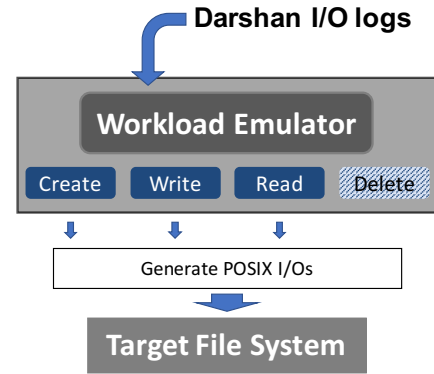 Darshan I/O logs
Workload Emulator
Create Write Read Delete
Generate POSIX I/Os
Target File System